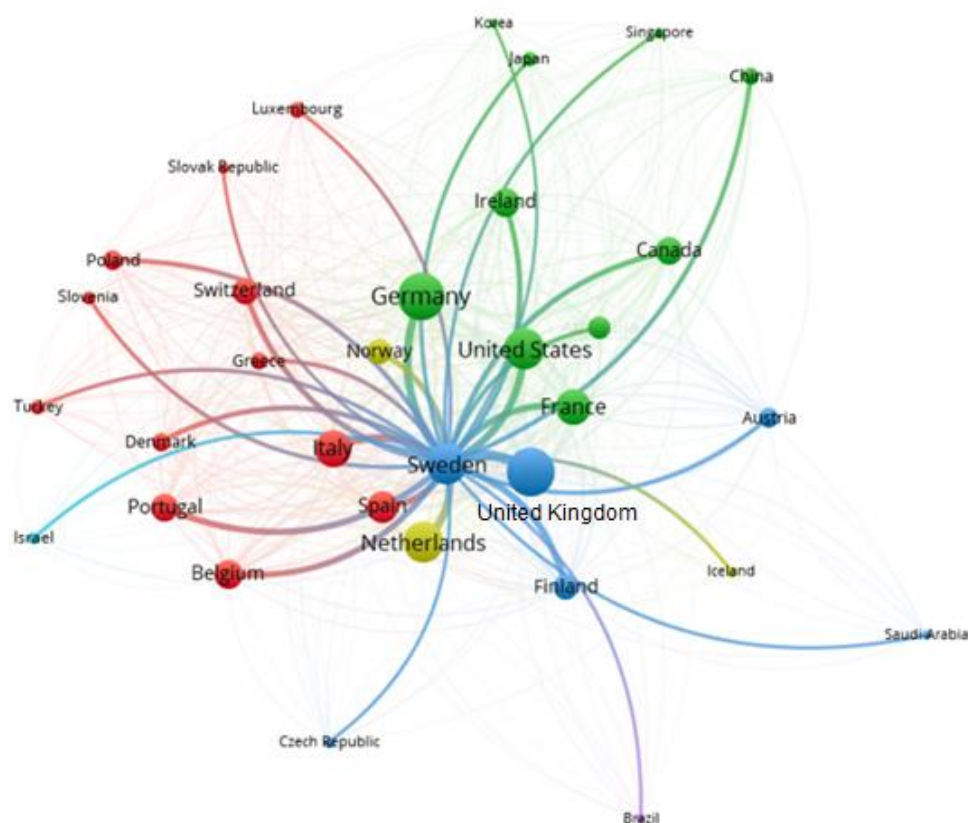 Korea
Singapore
Japan
China
Luxembourg
Slovak Republic
Ireland
Canada
Poland
Switzerland
Slovenia
Germany
Norway
United States
Greece
Turkey
France
Austria
Denmark
Italy
Sweden
Portugal
Spain
United Kingdom
Israel
Netherlands
Belgium
Finland
Iceland
Saudi Arabia
Czech Republic
Brazil